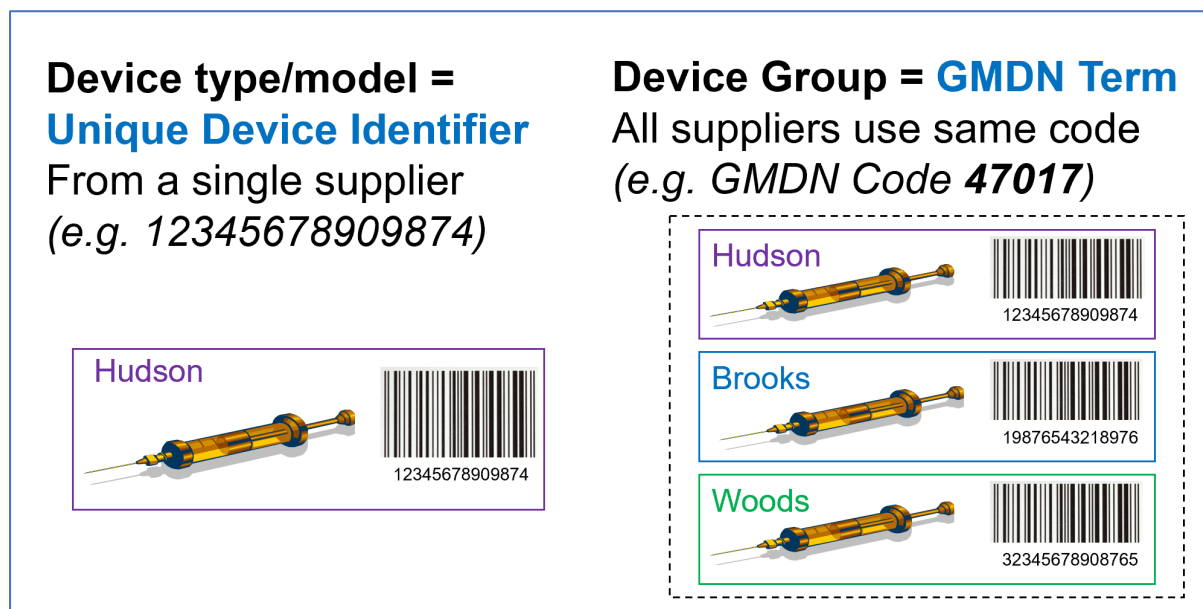 Device type/model =
Unique Device Identifier
From a single supplier
(e.g. 12345678909874)
Hudson
12345678909874
Device Group = GMDN Term
All suppliers use same code
(e.g. GMDN Code 47017)
Hudson
12345678909874
Brooks
19876543218976
Woods
32345678908765